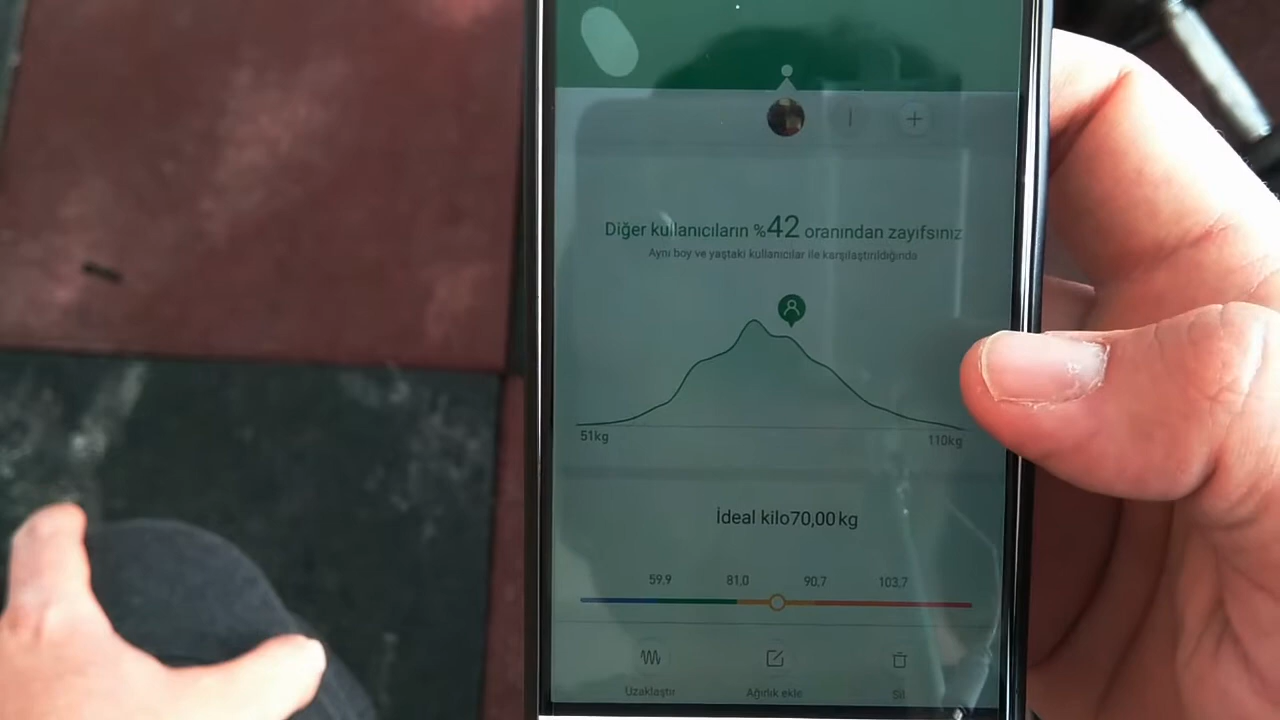 Diğer kullanıcıların %42 oranından zayıfsınız
Aynı boy ve yaştaki kullanıcılar ile karşılaştırıldığında
51kg 110kg
İdeal kilo70,00kg
59.9 81.0 90.7 103.7
Uzaklaştır Ağırlık ekle Sil